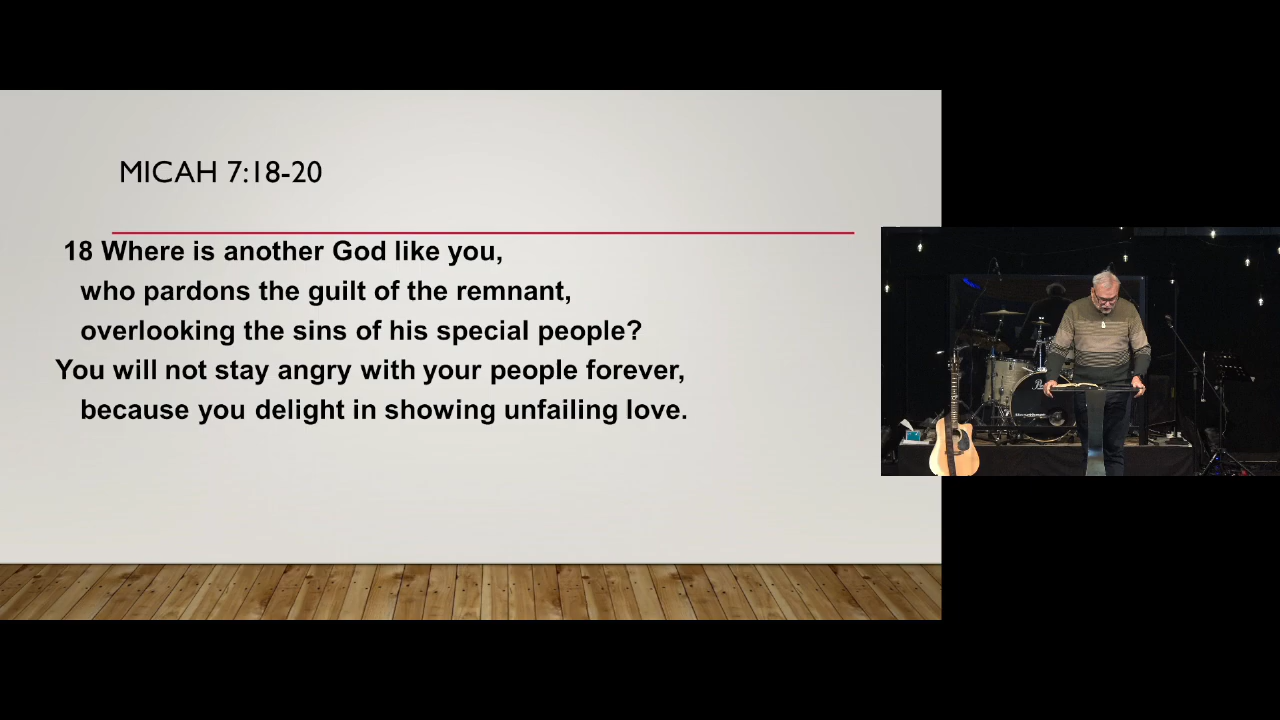 MICAH 7:18-20
18 Where is another God like you,
who pardons the guilt of the remnant,
overlooking the sins of his special people?
You will not stay angry with your people forever,
because you delight in showing unfailing love.